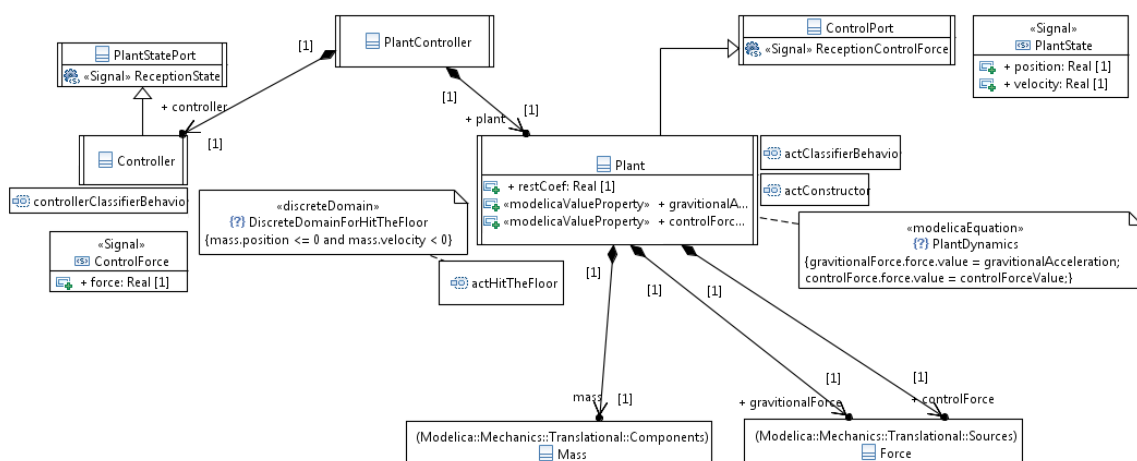 PlantStatePort
«Signal» ReceptionState
[1]
PlantController
+ controller
[1]
[1]
+ plant
[1]
ControlPort
«Signal» ReceptionControlForce
«Signal»
PlantState
+ position: Real [1]
+ velocity: Real [1]
Controller
controllerClassifierBehavior
«Signal»
ControlForce
+ force: Real [1]
«discreteDomain»
DiscreteDomainForHitTheFloor
{mass.position <= 0 and mass.velocity < 0}
actHitTheFloor
Plant
+ restCoef: Real [1]
«modelicaValueProperty» + gravitionalA...
«modelicaValueProperty» + controlForc...
actClassifierBehavior
actConstructor
«modelicaEquation»
PlantDynamics
{gravitionalForce.force.value = gravitionalAcceleration;
controlForce.force.value = controlForceValue;}
[1]
[1]
[1]
mass
[1]
[1]
+ gravitionalForce
[1]
+ controlForce
(Modelica::Mechanics::Translational::Components)
Mass
(Modelica::Mechanics::Translational::Sources)
Force